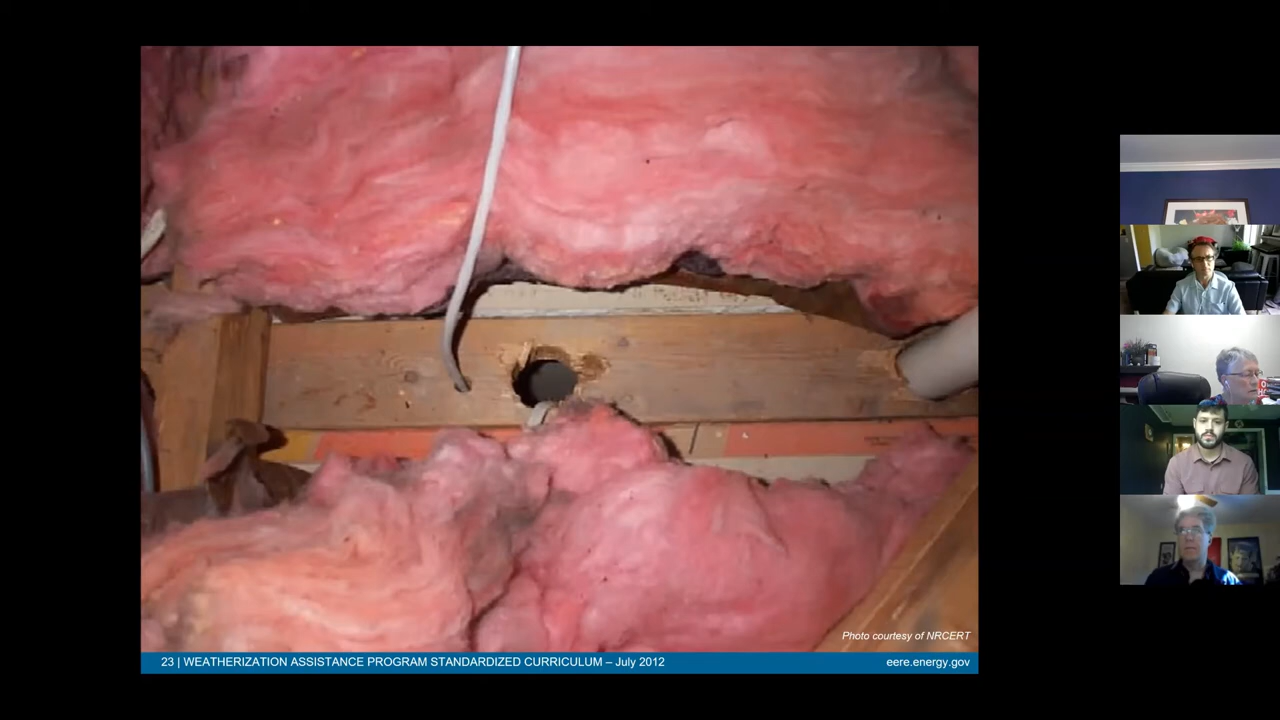 Photo courtesy of NRCERT
23 | WEATHERIZATION ASSISTANCE PROGRAM STANDARDIZED CURRICULUM – July 2012
eere.energy.gov